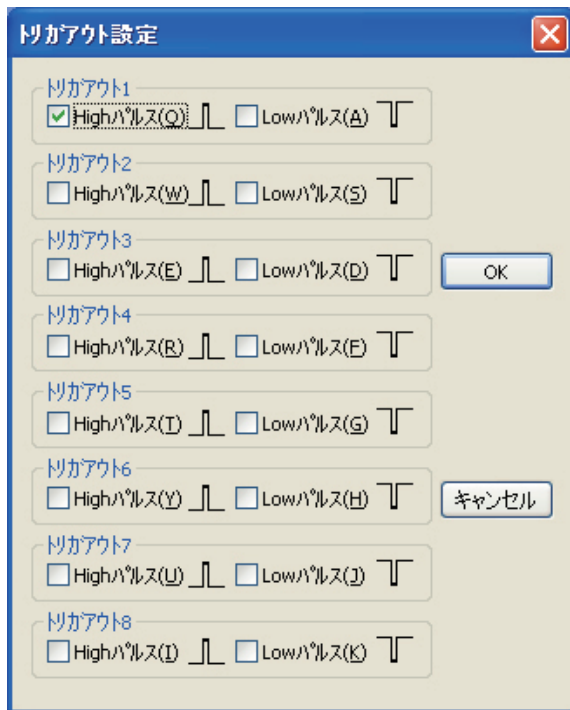 トリガアウト設定
トリガアウト1
Highパルス(Q) Lowパルス(A)
トリガアウト2
Highパルス(W) Lowパルス(S)
トリガアウト3
Highパルス(E) Lowパルス(D)
OK
トリガアウト4
Highパルス(R) Lowパルス(F)
トリガアウト5
Highパルス(T) Lowパルス(G)
トリガアウト6
Highパルス(Y) Lowパルス(H)
キャンセル
トリガアウト7
Highパルス(U) Lowパルス(J)
トリガアウト8
Highパルス(I) Lowパルス(K)